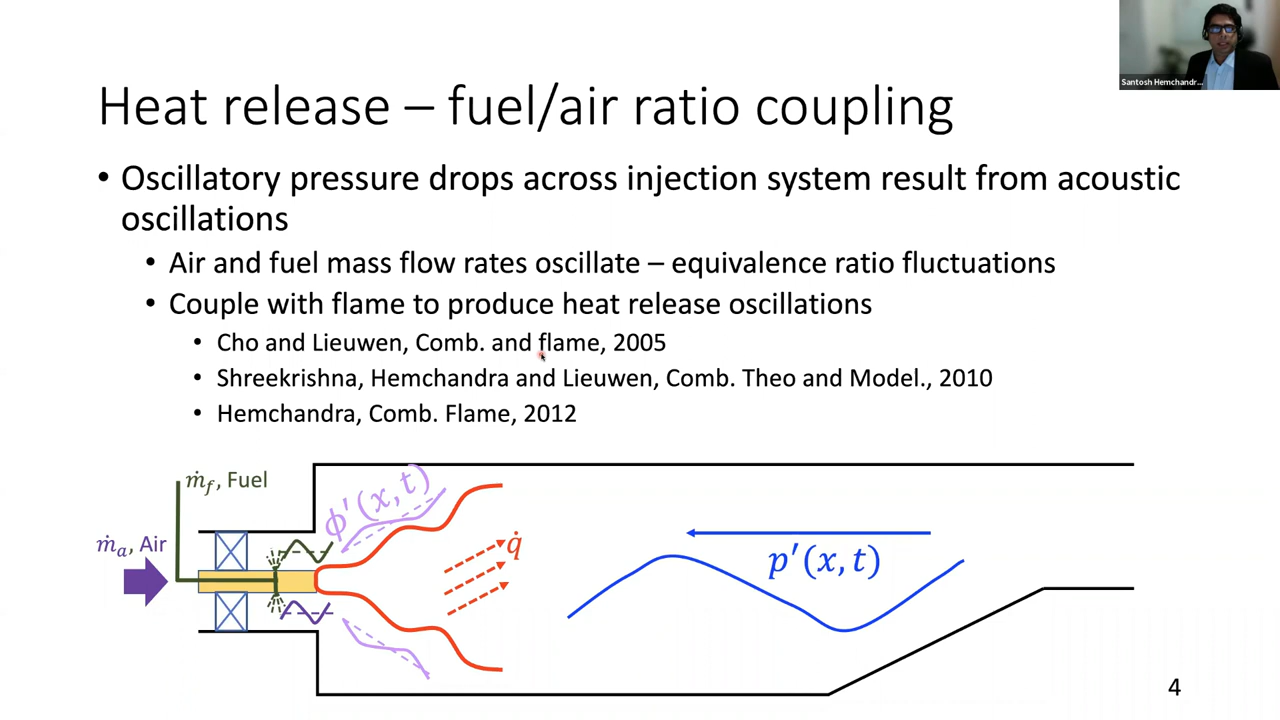 Santosh Hemchandr...
Heat release – fuel/air ratio coupling
• Oscillatory pressure drops across injection system result from acoustic
oscillations
• Air and fuel mass flow rates oscillate – equivalence ratio fluctuations
• Couple with flame to produce heat release oscillations
• Cho and Lieuwen, Comb. and flame, 2005
• Shreekrishna, Hemchandra and Lieuwen, Comb. Theo and Model., 2010
• Hemchandra, Comb. Flame, 2012
ṁ_f, Fuel
ϕ′(x, t)
ṁ_a, Air
q̇
p′(x, t)
4